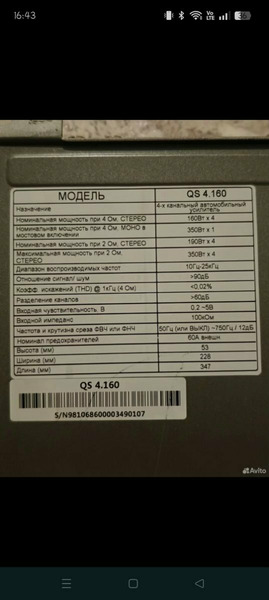 16:43
МОДЕЛЬ QS 4.160
Назначение 4-х канальный автомобильный усилитель
Номинальная мощность при 4 Ом. СТЕРЕО 160Вт x 4
Номинальная мощность при 4 Ом. МОНО в мостовом включении 350Вт x 1
Номинальная мощность при 2 Ом. СТЕРЕО 190Вт x 4
Максимальная мощность при 2 Ом. СТЕРЕО 350Вт x 4
Диапазон воспроизводимых частот 10Гц-25кГц
Отношение сигнал/ шум >90дБ
Коэфф. искажений (THD) @ 1кГц (4 Ом) <0,02%
Разделение каналов >60дБ
Входная чувствительность. В 0,2 ~5В
Входной импеданс 100кОм
Частота и крутизна среза ФВЧ или ФНЧ 50Гц (или ВЫКЛ) ~750Гц / 12дБ
Номинал предохранителей 60А внешн
Высота (мм) 53
Ширина (мм) 228
Длина (мм) 347
QS 4.160
S/N981068600003490107
Avito